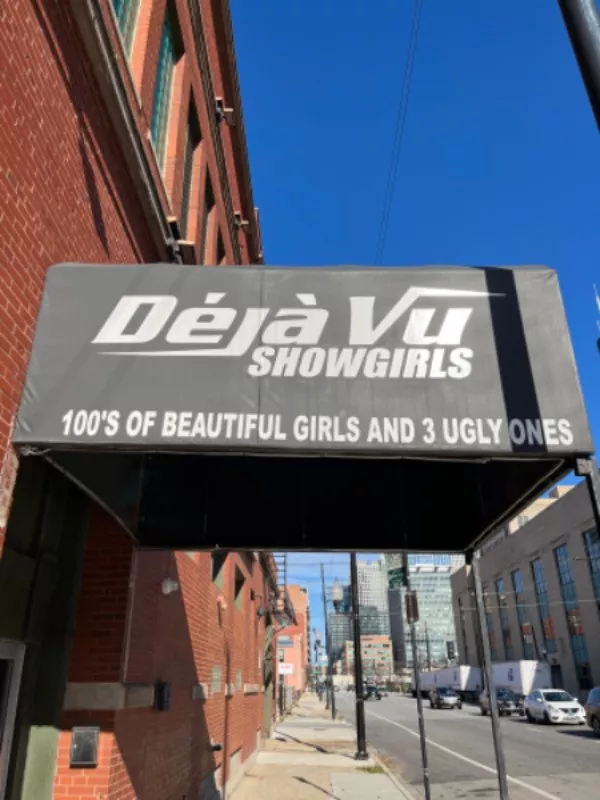 Déjà Vu
SHOWGIRLS
100'S OF BEAUTIFUL GIRLS AND 3 UGLY ONES